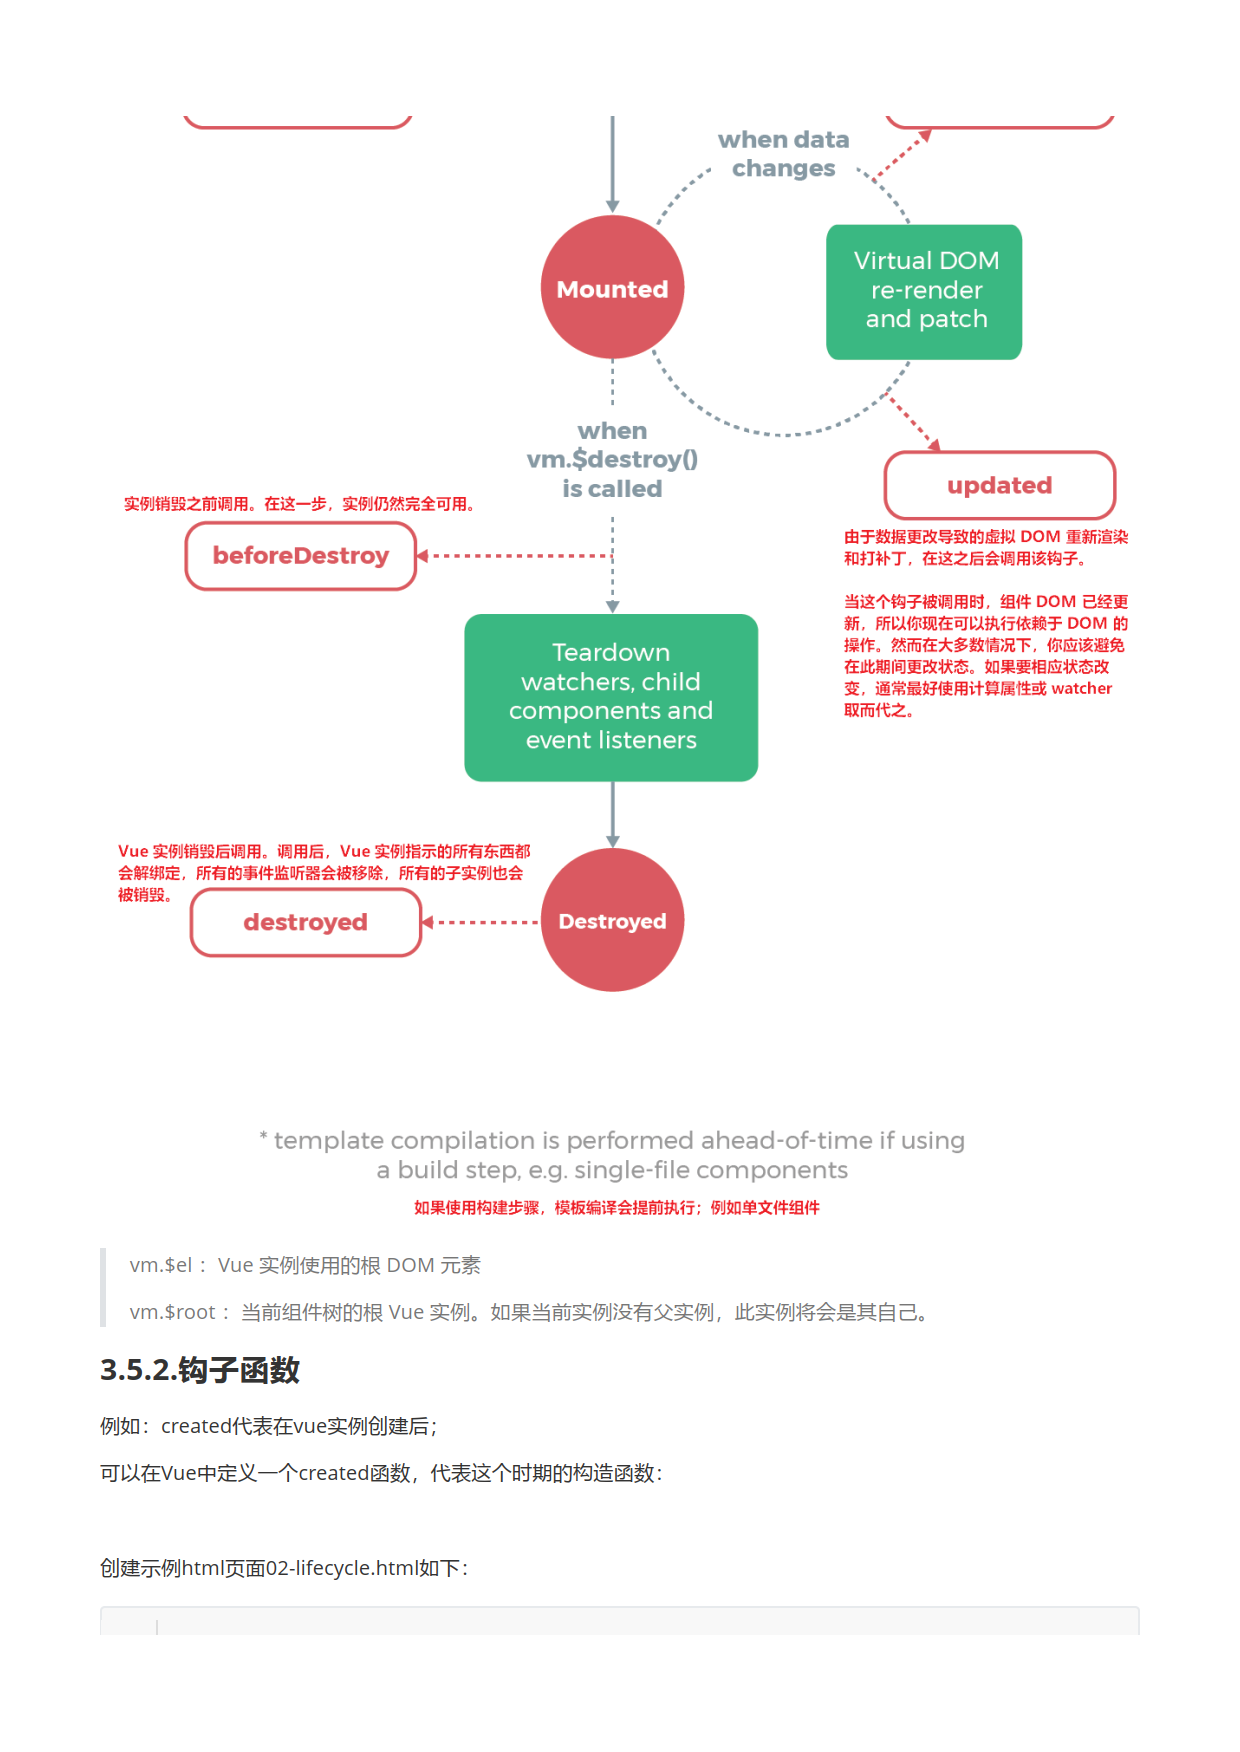 when data
changes
Mounted
Virtual DOM
re-render
and patch
when
vm.$destroy()
is called
updated
实例销毁之前调用。在这一步，实例仍然完全可用。
beforeDestroy
由于数据更改导致的虚拟 DOM 重新渲染
和打补丁，在这之后会调用该钩子。
当这个钩子被调用时，组件 DOM 已经更
新，所以你现在可以执行依赖于 DOM 的
操作。然而在大多数情况下，你应该避免
在此期间更改状态。如果要相应状态改
变，通常最好使用计算属性或 watcher
取而代之。
Teardown
watchers, child
components and
event listeners
Vue 实例销毁后调用。调用后，Vue 实例指示的所有东西都
会解绑定，所有的事件监听器会被移除，所有的子实例也会
被销毁。
destroyed
Destroyed
* template compilation is performed ahead-of-time if using
a build step, e.g. single-file components
如果使用构建步骤，模板编译会提前执行；例如单文件组件
vm.$el ：Vue 实例使用的根 DOM 元素
vm.$root ：当前组件树的根 Vue 实例。如果当前实例没有父实例，此实例将会是其自己。
3.5.2.钩子函数
例如：created代表在vue实例创建后；
可以在Vue中定义一个created函数，代表这个时期的构造函数：
创建示例html页面02-lifecycle.html如下：